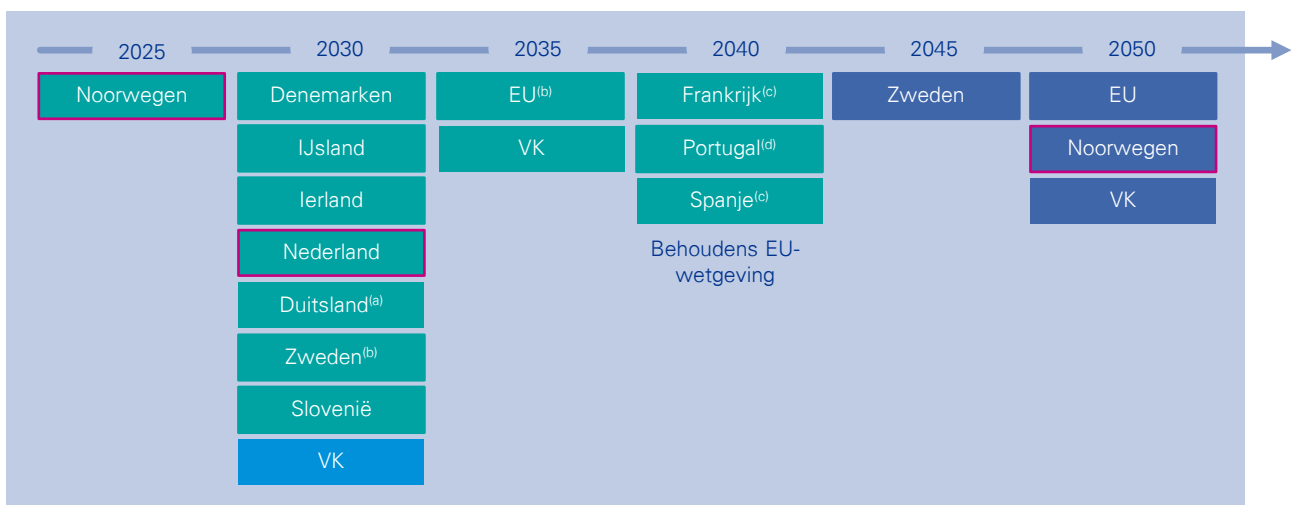 2025 2030 2035 2040 2045 2050
Noorwegen Denemarken EU(b) Frankrijk(c) Zweden EU
IJsland VK Portugal(d) Noorwegen
Ierland Spanje(c) VK
Nederland Behoudens EU-
wetgeving
Duitsland(a)
Zweden(b)
Slovenië
VK